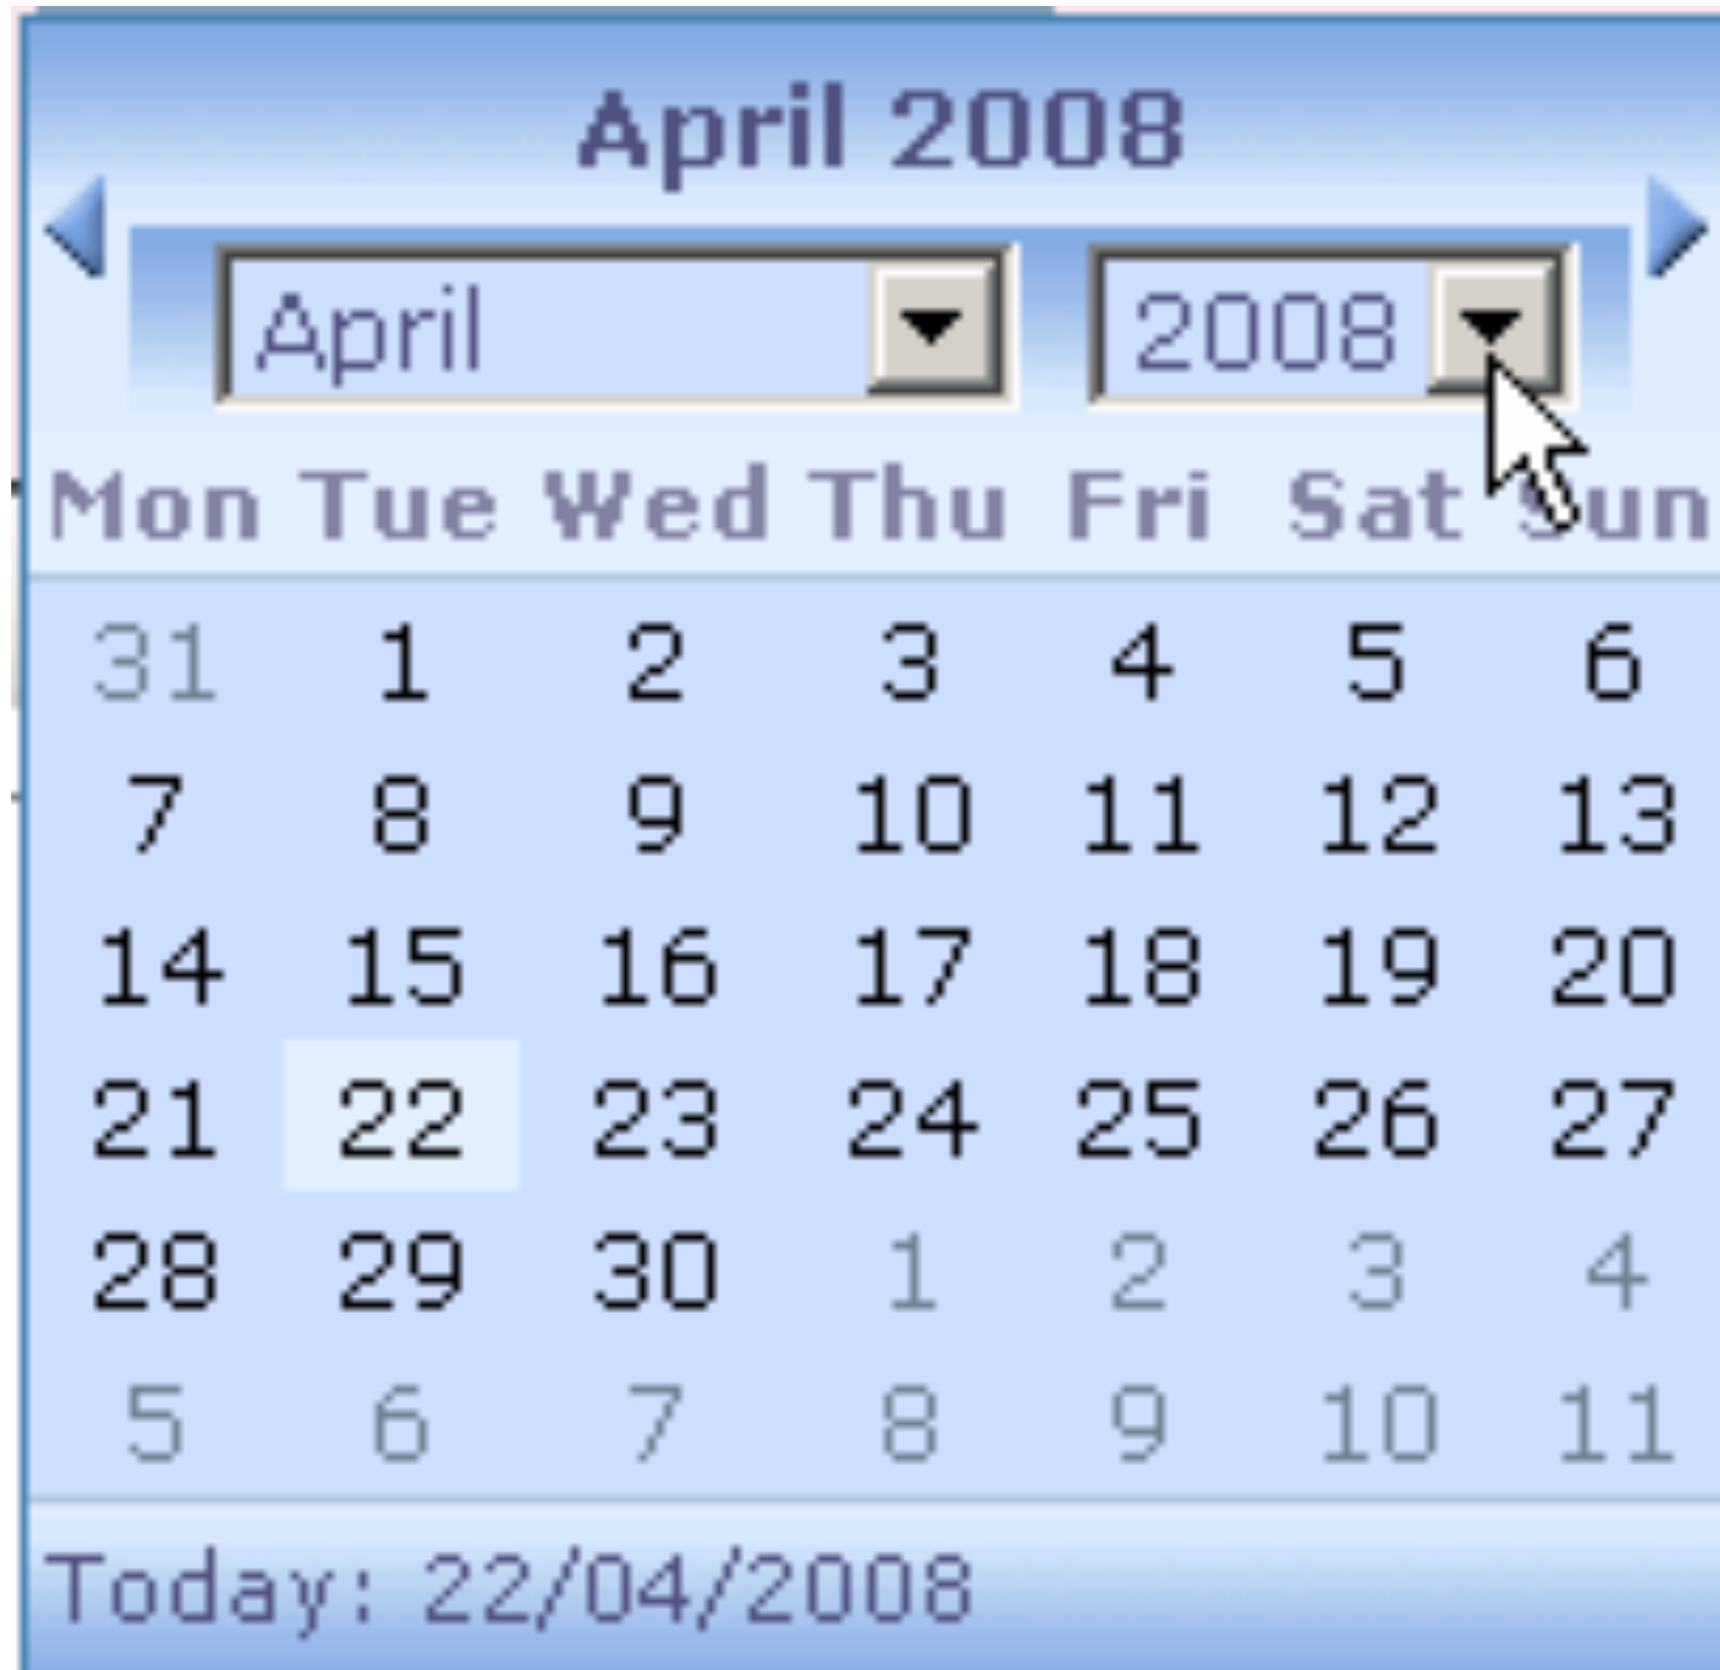 April 2008
April 2008
Mon Tue Wed Thu Fri Sat Sun
31 1 2 3 4 5 6
7 8 9 10 11 12 13
14 15 16 17 18 19 20
21 22 23 24 25 26 27
28 29 30 1 2 3 4
5 6 7 8 9 10 11
Today: 22/04/2008